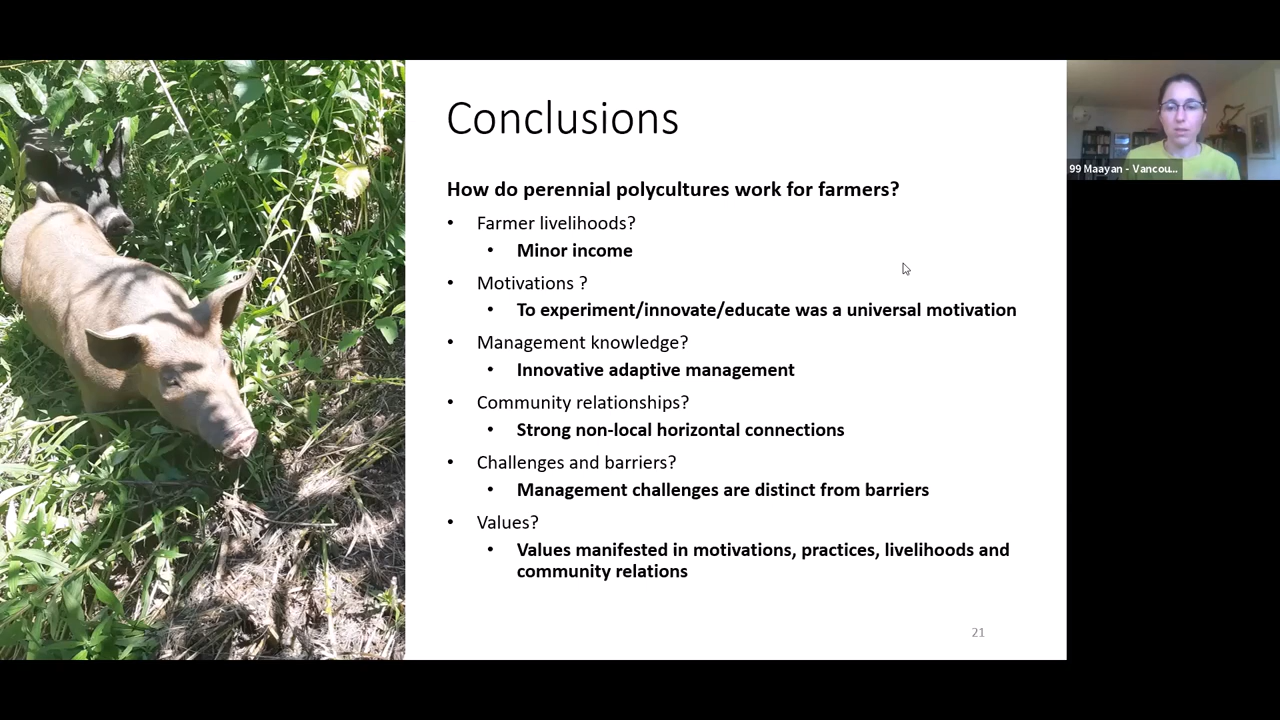 Conclusions
How do perennial polycultures work for farmers?
• Farmer livelihoods?
• Minor income
• Motivations ?
• To experiment/innovate/educate was a universal motivation
• Management knowledge?
• Innovative adaptive management
• Community relationships?
• Strong non-local horizontal connections
• Challenges and barriers?
• Management challenges are distinct from barriers
• Values?
• Values manifested in motivations, practices, livelihoods and
community relations
21
99 Maayan - Vancou...